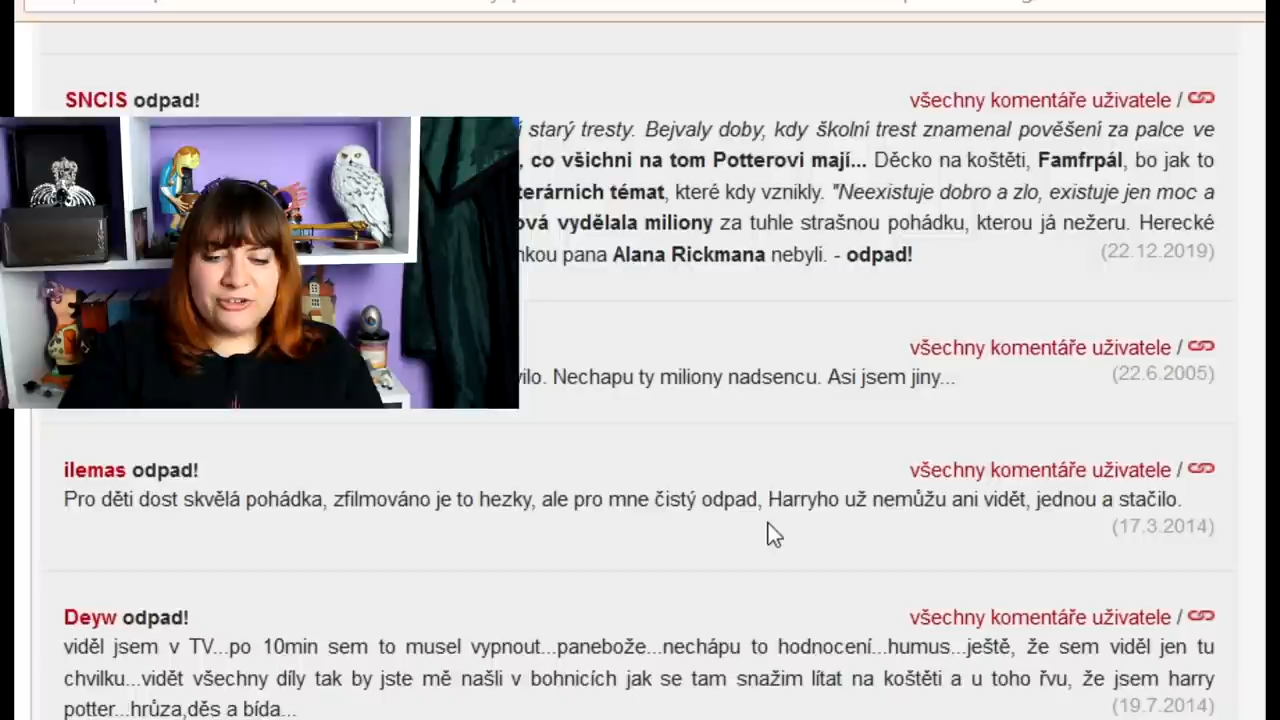 SNCIS odpad! všechny komentáře uživatele /
starý tresty. Bejvaly doby, kdy školní trest znamenal pověšení za palce ve
, co všichni na tom Potterovi mají... Děcko na koštěti, Famfrpál, bo jak to
terárních témat, které kdy vznikly. "Neexistuje dobro a zlo, existuje jen moc a
ová vydělala miliony za tuhle strašnou pohádku, kterou já nežeru. Herecké
nkou pana Alana Rickmana nebyli. - odpad! (22.12.2019)
všechny komentáře uživatele /
vilo. Nechapu ty miliony nadsencu. Asi jsem jiny... (22.6.2005)
ilemas odpad! všechny komentáře uživatele /
Pro děti dost skvělá pohádka, zfilmováno je to hezky, ale pro mne čistý odpad, Harryho už nemůžu ani vidět, jednou a stačilo.
(17.3.2014)
Deyw odpad! všechny komentáře uživatele /
viděl jsem v TV...po 10min sem to musel vypnout...panebože...nechápu to hodnocení...humus...ještě, že sem viděl jen tu
chvilku...vidět všechny díly tak by jste mě našli v bohnicích jak se tam snažim lítat na koštěti a u toho řvu, že jsem harry
potter...hrůza,děs a bída... (19.7.2014)